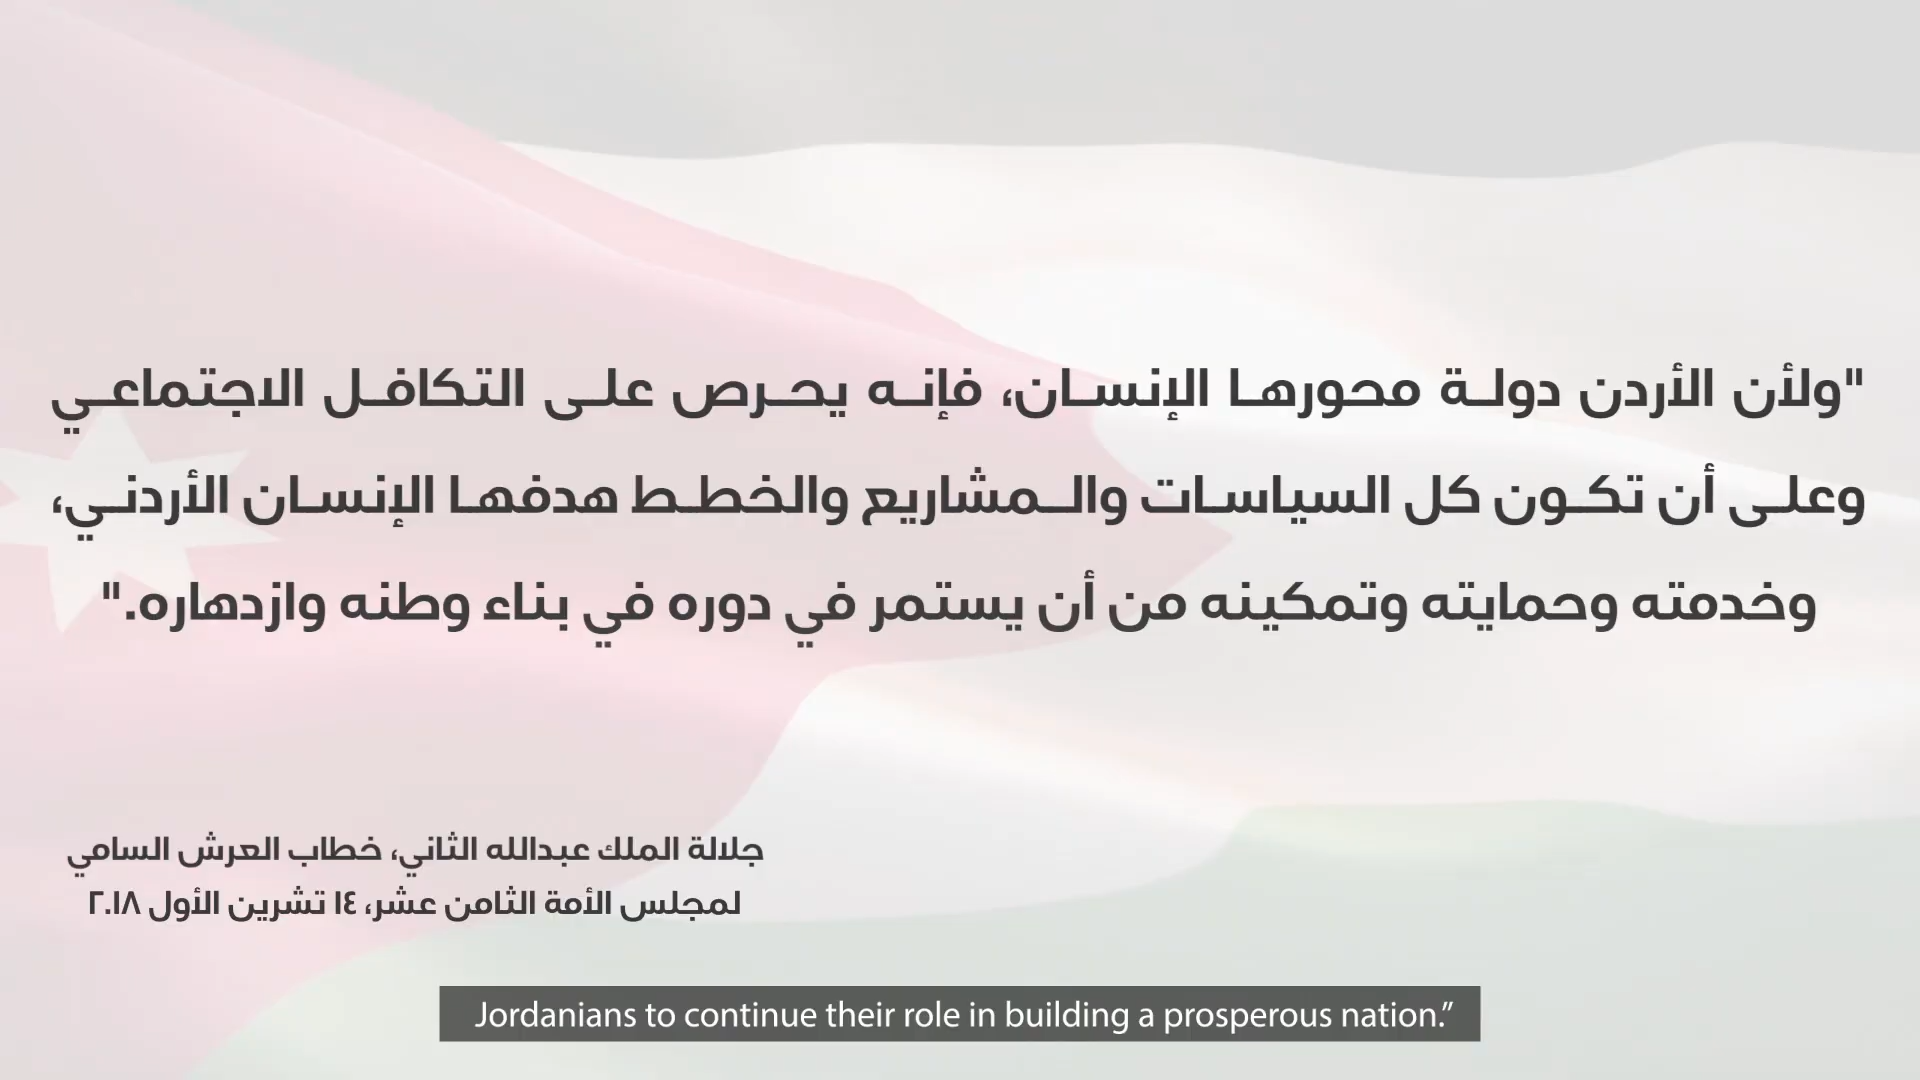 "ولأن الأردن دولة محورها الإنسان، فإنه يحرص على التكافل الاجتماعي
وعلى أن تكون كل السياسات والمشاريع والخطط هدفها الإنسان الأردني،
وخدمته وحمايته وتمكينه من أن يستمر في دوره في بناء وطنه وازدهاره."
جلالة الملك عبدالله الثاني، خطاب العرش السامي
لمجلس الأمة الثامن عشر، ١٤ تشرين الأول ٢٠١٨
Jordanians to continue their role in building a prosperous nation.”